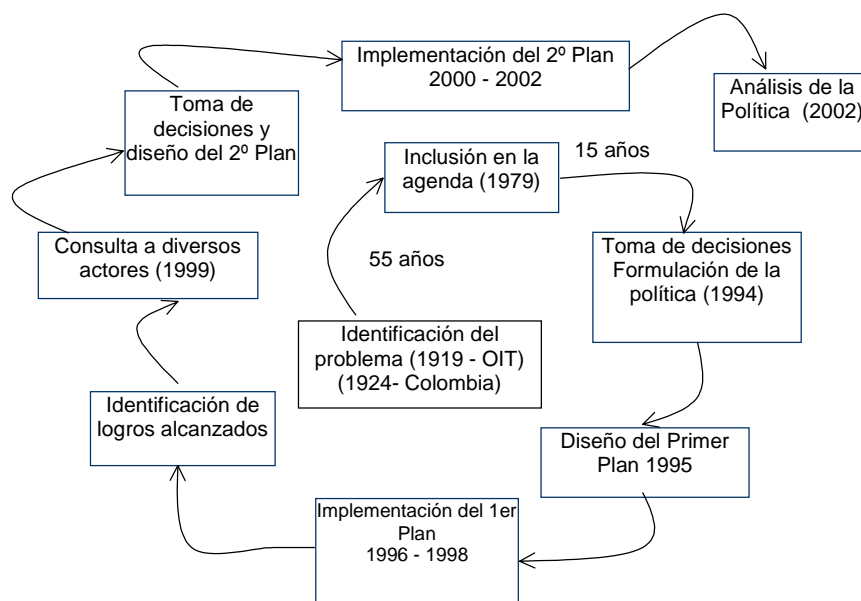 Implementación del 2º Plan
2000 - 2002
Análisis de la
Política (2002)
Toma de
decisiones y
diseño del 2º Plan
Inclusión en la
agenda (1979)
15 años
Consulta a diversos
actores (1999)
55 años
Toma de decisiones
Formulación de la
política (1994)
Identificación del
problema (1919 - OIT)
(1924- Colombia)
Identificación de
logros alcanzados
Diseño del Primer
Plan 1995
Implementación del 1er
Plan
1996 - 1998